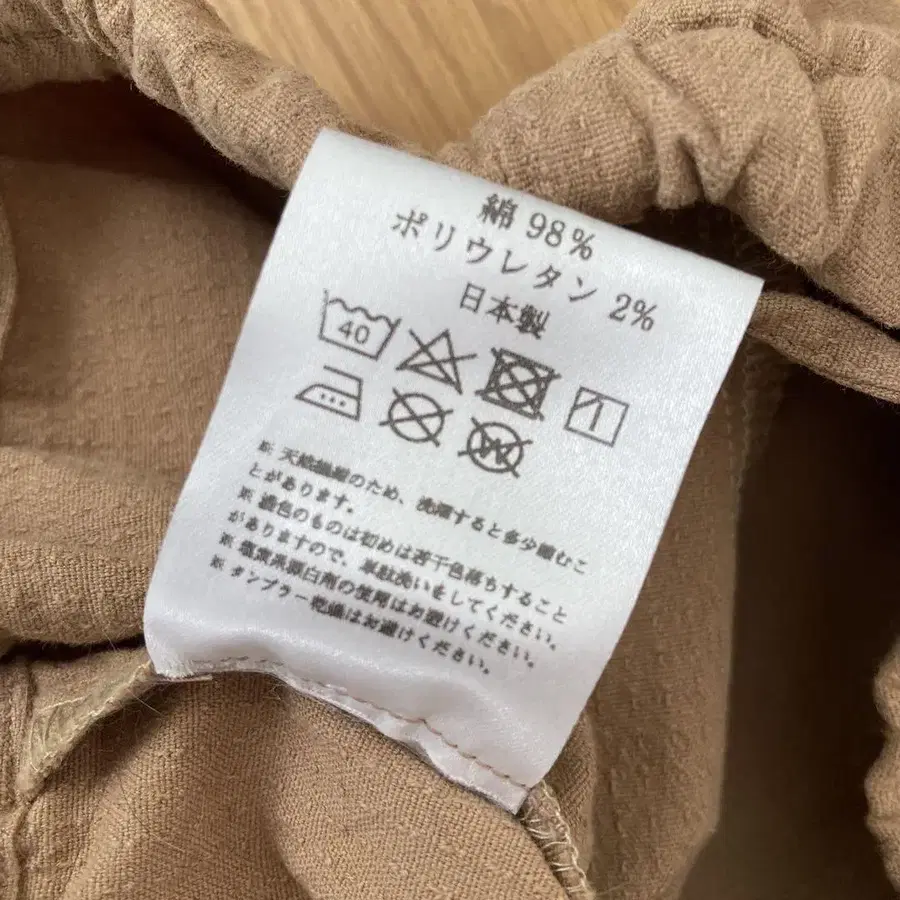 綿 98%
ポリウレタン 2%
日本製
40
W
※ 天然繊維のため、洗濯すると多少縮むこ
とがあります。
※ 濃色のものは初めは若干色落ちすること
がありますので、単独洗いをしてください。
※ 塩素系漂白剤の使用はお避けください。
※ タンブラー乾燥はお避けください。